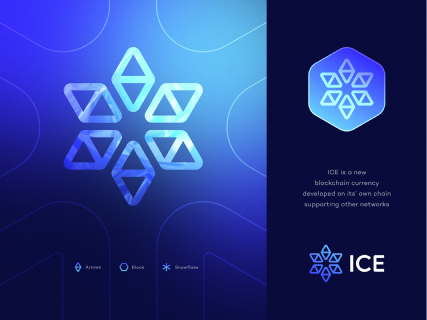 Arrows
Block
Snowflake
ICE is a new
blockchain currency
developed on its' own chain
supporting other networks
ICE